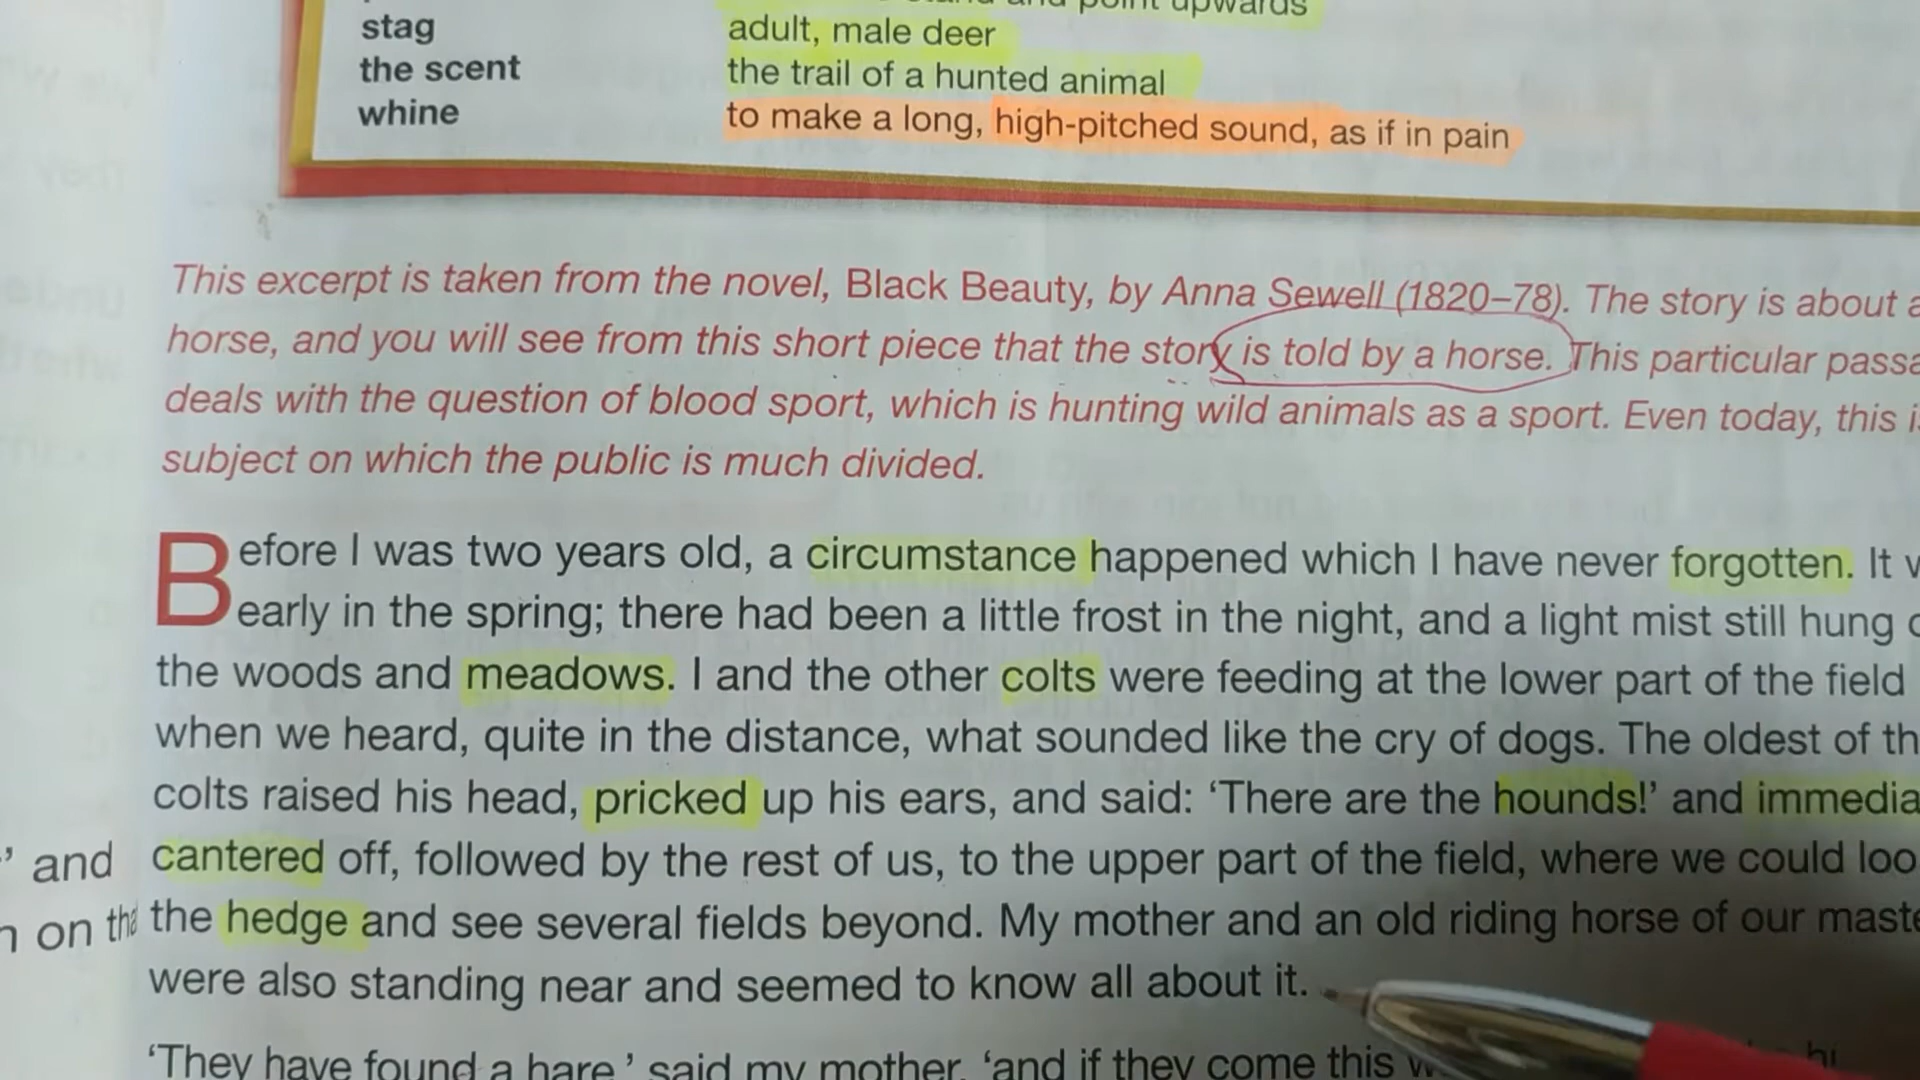 point upwards
stag adult, male deer
the scent the trail of a hunted animal
whine to make a long, high-pitched sound, as if in pain
This excerpt is taken from the novel, Black Beauty, by Anna Sewell (1820–78). The story is about a
horse, and you will see from this short piece that the story is told by a horse. This particular
deals with the question of blood sport, which is hunting wild animals as a sport. Even today, this
subject on which the public is much divided.
Before I was two years old, a circumstance happened which I have never forgotten. It
early in the spring; there had been a little frost in the night, and a light mist still hung
the woods and meadows. I and the other colts were feeding at the lower part of the field
when we heard, quite in the distance, what sounded like the cry of dogs. The oldest of
colts raised his head, pricked up his ears, and said: ‘There are the hounds!’ and
cantered off, followed by the rest of us, to the upper part of the field, where we could
the hedge and see several fields beyond. My mother and an old riding horse of our
were also standing near and seemed to know all about it.
‘They have found a hare,’ said my mother, ‘and if they come this
’ and
on